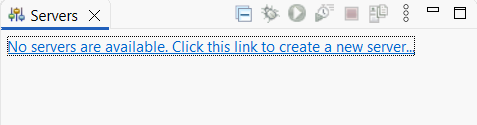 Servers
No servers are available. Click this link to create a new server...